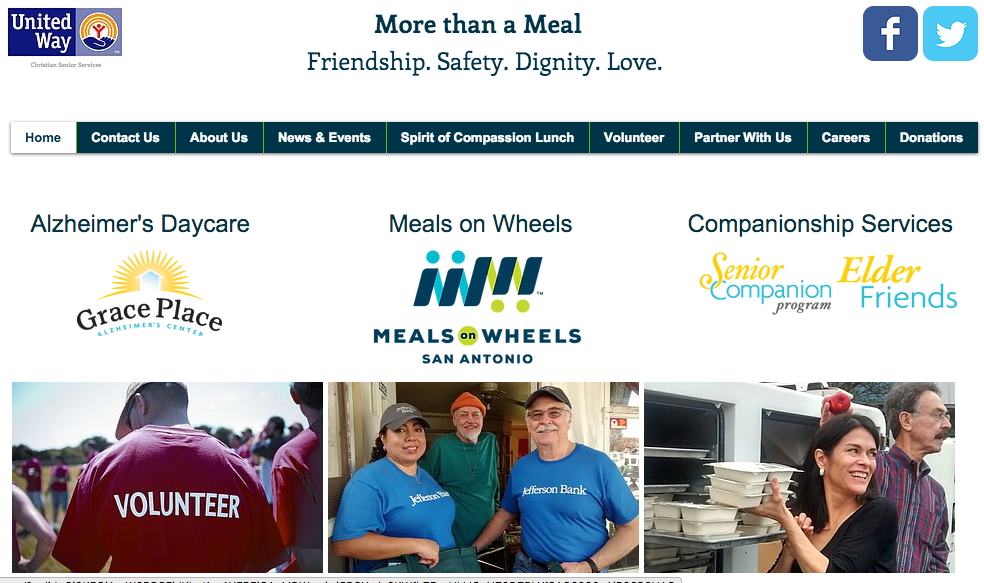 United
Way
Christian Senior Services
More than a Meal
Friendship. Safety. Dignity. Love.
Home
Contact Us
About Us
News & Events
Spirit of Compassion Lunch
Volunteer
Partner With Us
Careers
Donations
Alzheimer's Daycare
Meals on Wheels
Companionship Services
Grace Place
ALZHEIMER'S CENTER
MEALS on WHEELS
SAN ANTONIO
Senior
Companion
program
Elder
Friends
VOLUNTEER
Jefferson Bank
Jefferson Bank